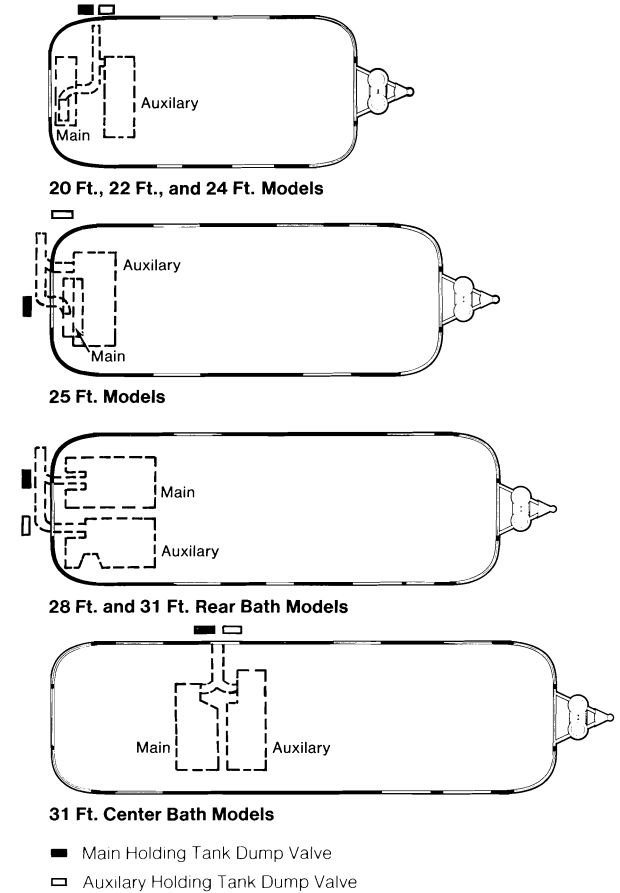 Auxilary
Main
20 Ft., 22 Ft., and 24 Ft. Models
Auxilary
Main
25 Ft. Models
Main
Auxilary
28 Ft. and 31 Ft. Rear Bath Models
Main Auxilary
31 Ft. Center Bath Models
Main Holding Tank Dump Valve
Auxilary Holding Tank Dump Valve